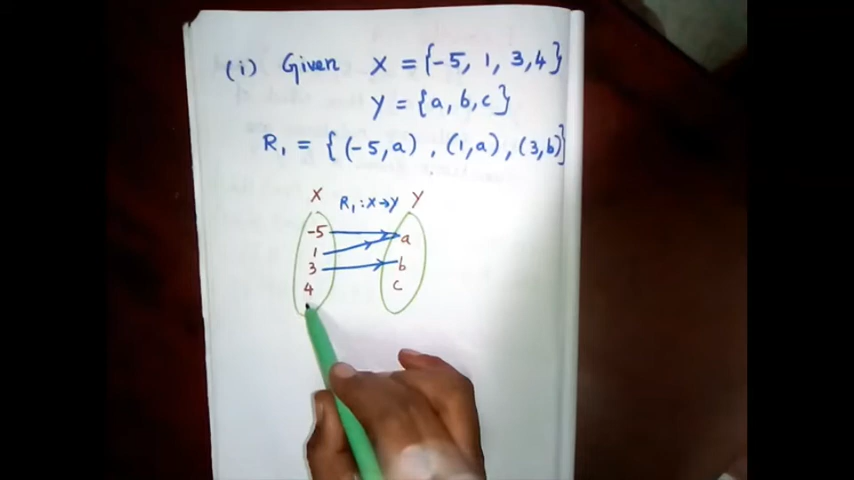 (i) Given X = {-5, 1, 3, 4}
Y = {a, b, c}
R₁ = {(-5, a), (1, a), (3, b)}
X R₁ : X → Y Y
-5 a
1
3 b
4 c